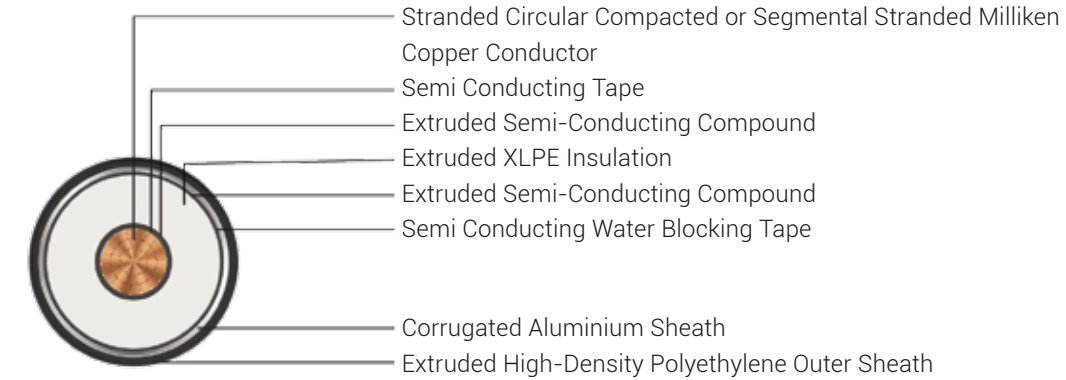 Stranded Circular Compacted or Segmental Stranded Milliken
Copper Conductor
Semi Conducting Tape
Extruded Semi-Conducting Compound
Extruded XLPE Insulation
Extruded Semi-Conducting Compound
Semi Conducting Water Blocking Tape
Corrugated Aluminium Sheath
Extruded High-Density Polyethylene Outer Sheath